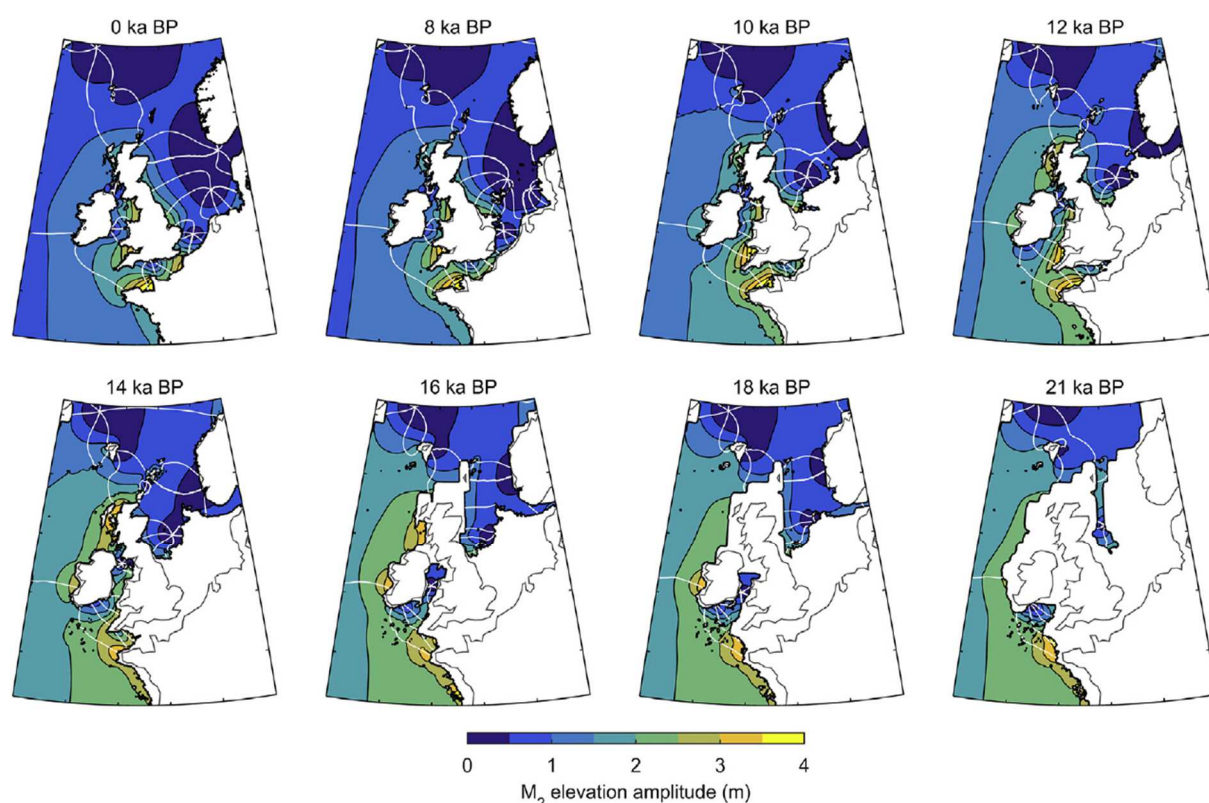 0 ka BP 8 ka BP 10 ka BP 12 ka BP
14 ka BP 16 ka BP 18 ka BP 21 ka BP
0 1 2 3 4
M₂ elevation amplitude (m)